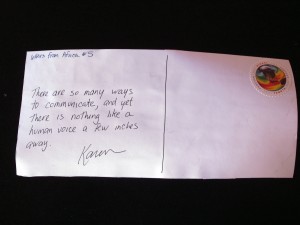 letters from Africa #5
There are so many ways
to communicate, and yet
there is nothing like a
human voice a few inches
away.
Karen